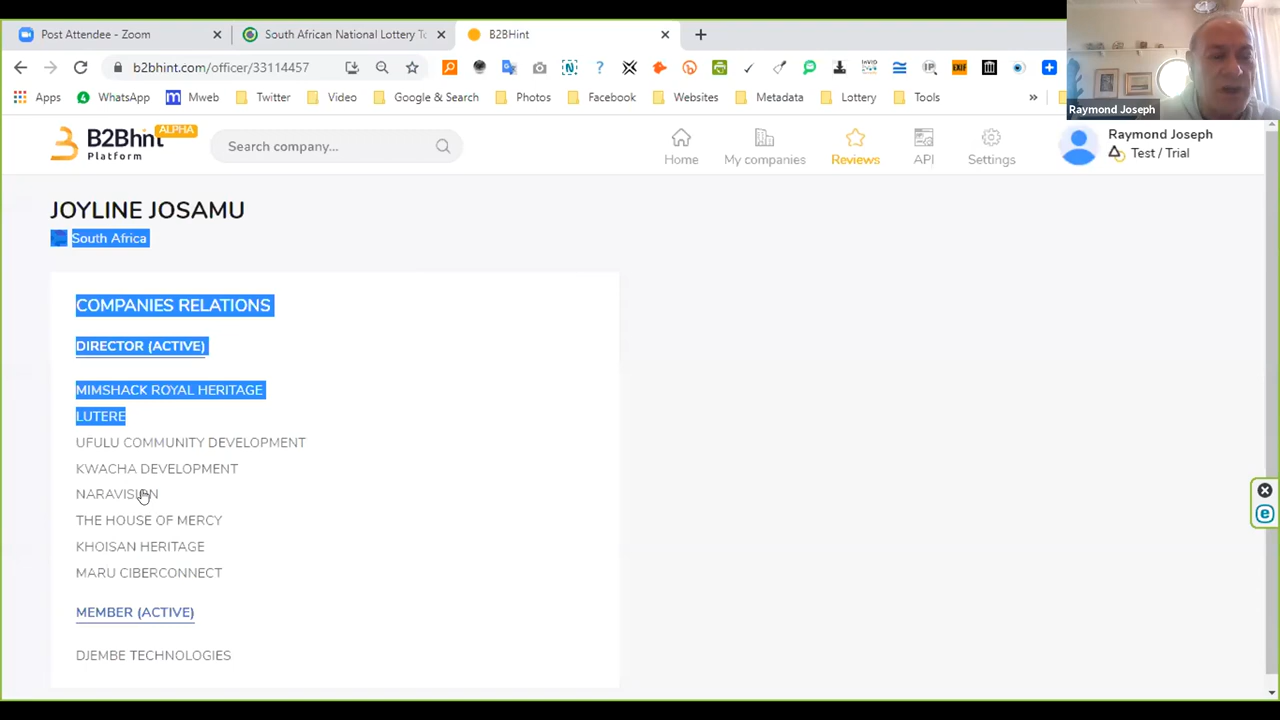 Post Attendee - Zoom
South African National Lottery To
B2BHint
b2bhint.com/officer/33114457
Apps
WhatsApp
Mweb
Twitter
Video
Google & Search
Photos
Facebook
Websites
Metadata
Lottery
Tools
Raymond Joseph
B2Bhint ALPHA
Platform
Search company...
Home
My companies
Reviews
API
Settings
Raymond Joseph
Test / Trial
JOYLINE JOSAMU
South Africa
COMPANIES RELATIONS
DIRECTOR (ACTIVE)
MIMSHACK ROYAL HERITAGE
LUTERE
UFULU COMMUNITY DEVELOPMENT
KWACHA DEVELOPMENT
NARAVISION
THE HOUSE OF MERCY
KHOISAN HERITAGE
MARU CIBERCONNECT
MEMBER (ACTIVE)
DJEMBE TECHNOLOGIES